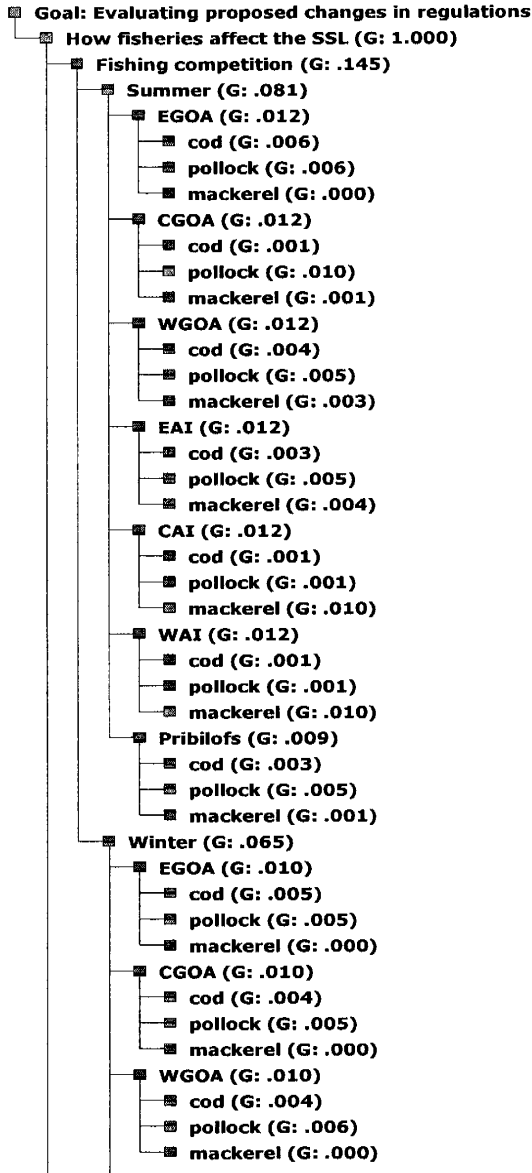 Goal: Evaluating proposed changes in regulations
How fisheries affect the SSL (G: 1.000)
Fishing competition (G: .145)
Summer (G: .081)
EGOA (G: .012)
cod (G: .006)
pollock (G: .006)
mackerel (G: .000)
CGOA (G: .012)
cod (G: .001)
pollock (G: .010)
mackerel (G: .001)
WGOA (G: .012)
cod (G: .004)
pollock (G: .005)
mackerel (G: .003)
EAI (G: .012)
cod (G: .003)
pollock (G: .005)
mackerel (G: .004)
CAI (G: .012)
cod (G: .001)
pollock (G: .001)
mackerel (G: .010)
WAI (G: .012)
cod (G: .001)
pollock (G: .001)
mackerel (G: .010)
Pribilofs (G: .009)
cod (G: .003)
pollock (G: .005)
mackerel (G: .001)
Winter (G: .065)
EGOA (G: .010)
cod (G: .005)
pollock (G: .005)
mackerel (G: .000)
CGOA (G: .010)
cod (G: .004)
pollock (G: .005)
mackerel (G: .000)
WGOA (G: .010)
cod (G: .004)
pollock (G: .006)
mackerel (G: .000)